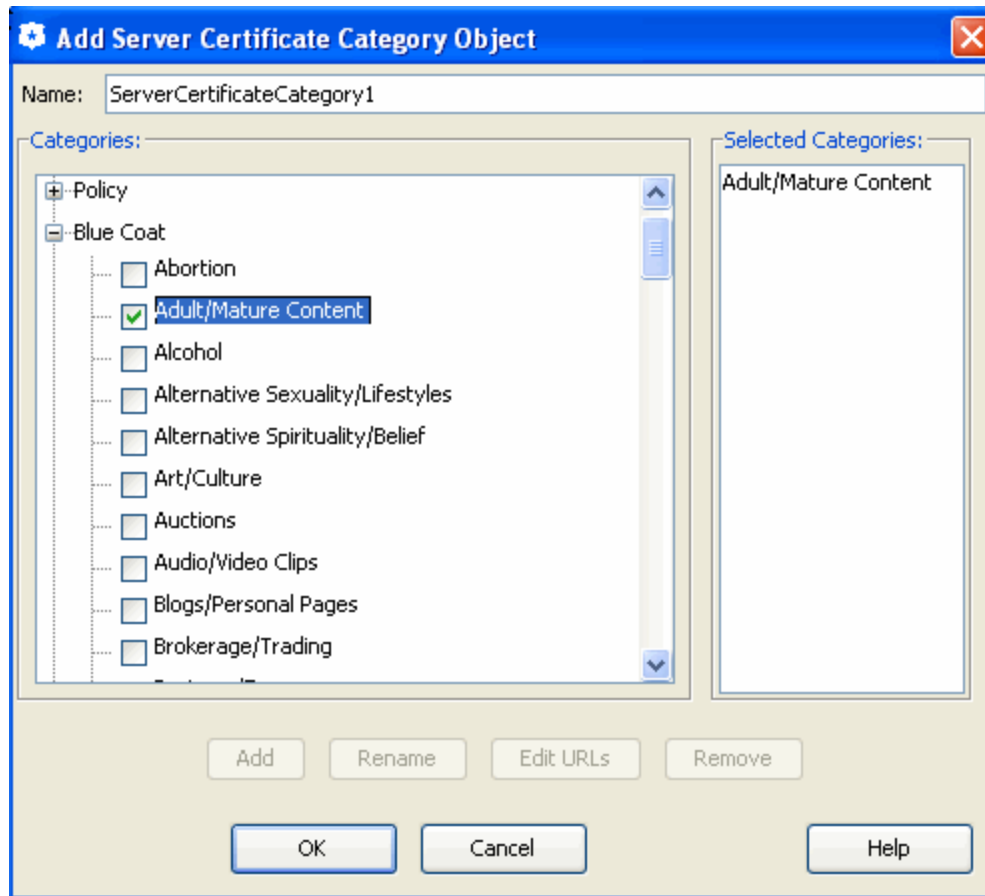 Add Server Certificate Category Object
Name: ServerCertificateCategory1
Categories:
Policy
Blue Coat
Abortion
Adult/Mature Content
Alcohol
Alternative Sexuality/Lifestyles
Alternative Spirituality/Belief
Art/Culture
Auctions
Audio/Video Clips
Blogs/Personal Pages
Brokerage/Trading
Selected Categories:
Adult/Mature Content
Add Rename Edit URLs Remove
OK Cancel Help